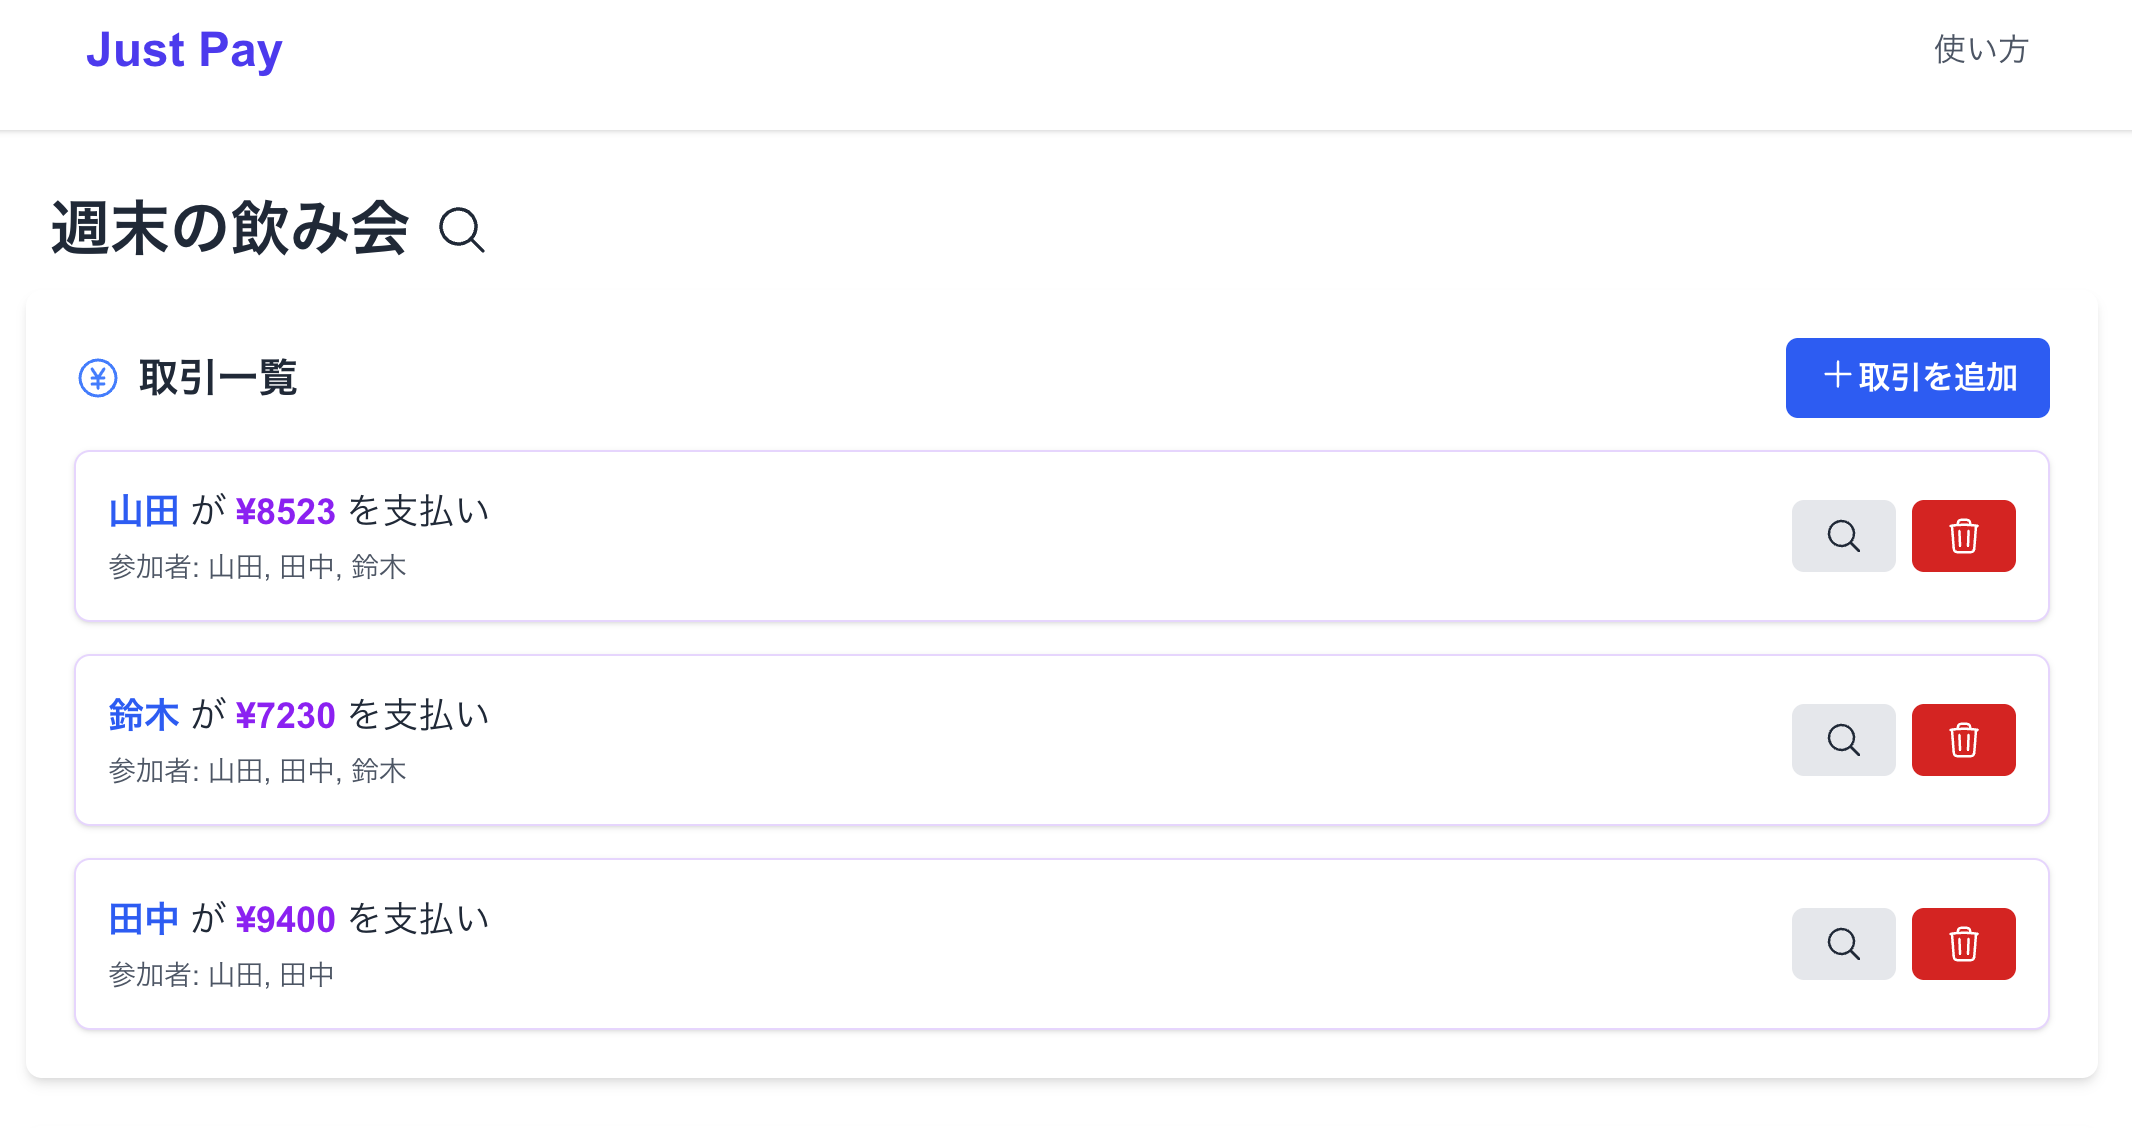 Just Pay
使い方
週末の飲み会
取引一覧
取引を追加
山田 が ¥8523 を支払い
参加者: 山田, 田中, 鈴木
鈴木 が ¥7230 を支払い
参加者: 山田, 田中, 鈴木
田中 が ¥9400 を支払い
参加者: 山田, 田中